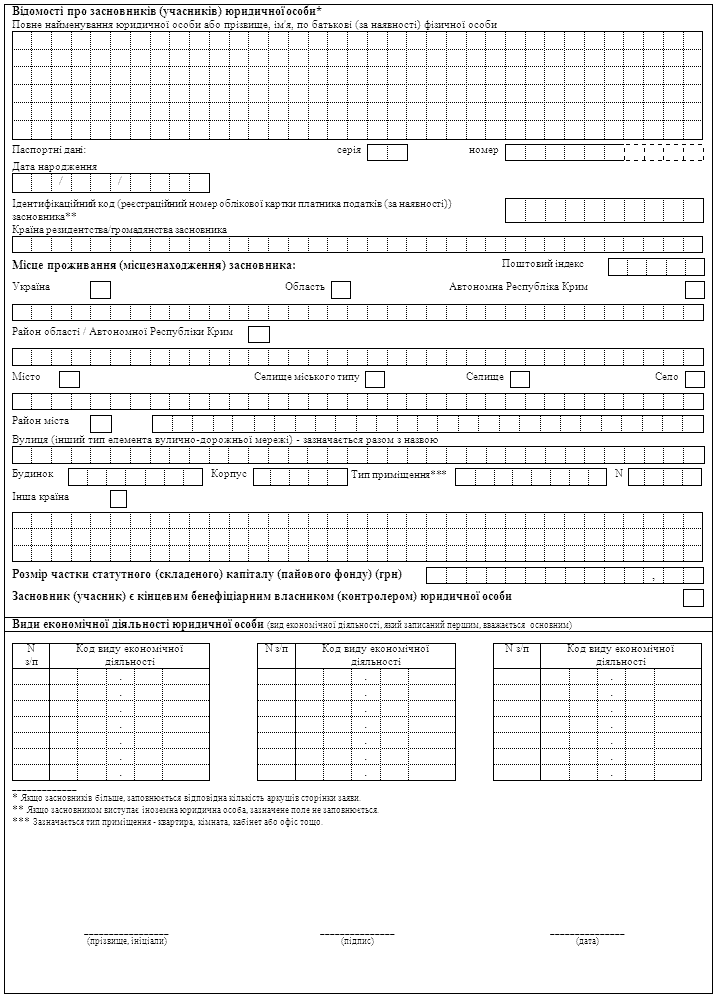 Відомості про засновників (учасників) юридичної особи*
Повне найменування юридичної особи або прізвище, ім'я, по батькові (за наявності) фізичної особи
Паспортні дані: серія номер
Дата народження
/ /
Ідентифікаційний код (реєстраційний номер облікової картки платника податків (за наявності))
засновника**
Країна резидентства/громадянства засновника
Місце проживання (місцезнаходження) засновника: Поштовий індекс
Україна Область Автономна Республіка Крим
Район області / Автономної Республіки Крим
Місто Селище міського типу Селище Село
Район міста
Вулиця (інший тип елемента вулично-дорожньої мережі) - зазначається разом з назвою
Будинок Корпус Тип приміщення*** N
Інша країна
Розмір частки статутного (складеного) капіталу (пайового фонду) (грн) ,
Засновник (учасник) є кінцевим бенефіціарним власником (контролером) юридичної особи
Види економічної діяльності юридичної особи (вид економічної діяльності, який записаний першим, вважається основним)
N Код виду економічної N з/п Код виду економічної N з/п Код виду економічної
з/п діяльності діяльності діяльності
. . .
. . .
. . .
. . .
. . .
. . .
. . .
_____________
* Якщо засновників більше, заповнюється відповідна кількість аркушів сторінки заяви.
** Якщо засновником виступає іноземна юридична особа, зазначене поле не заповнюється.
*** Зазначається тип приміщення - квартира, кімната, кабінет або офіс тощо.
_________________ _______________ _______________
(прізвище, ініціали) (підпис) (дата)